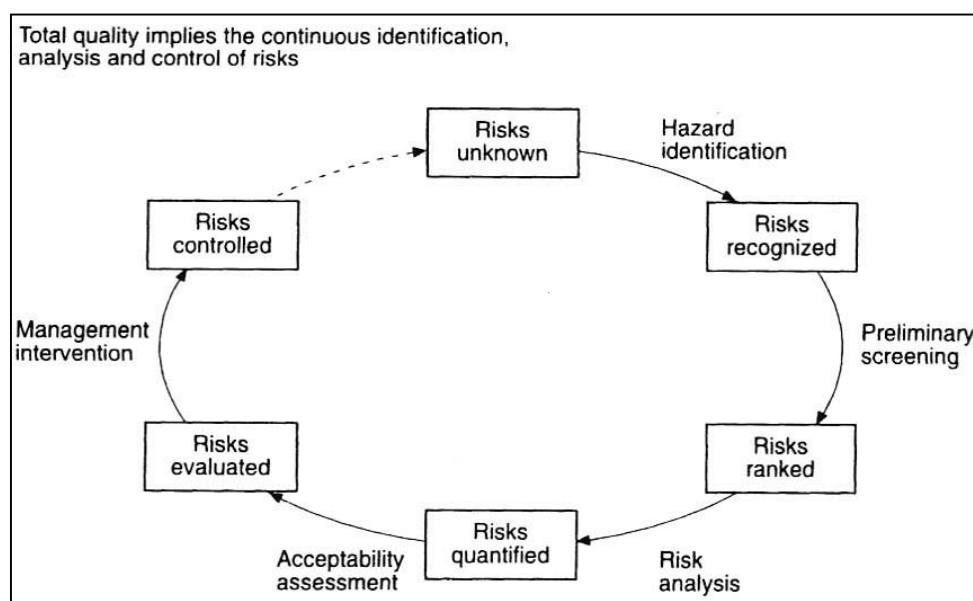 Total quality implies the continuous identification,
analysis and control of risks
Risks
unknown
Hazard
identification
Risks
recognized
Preliminary
screening
Risks
ranked
Risk
analysis
Risks
quantified
Acceptability
assessment
Risks
evaluated
Management
intervention
Risks
controlled